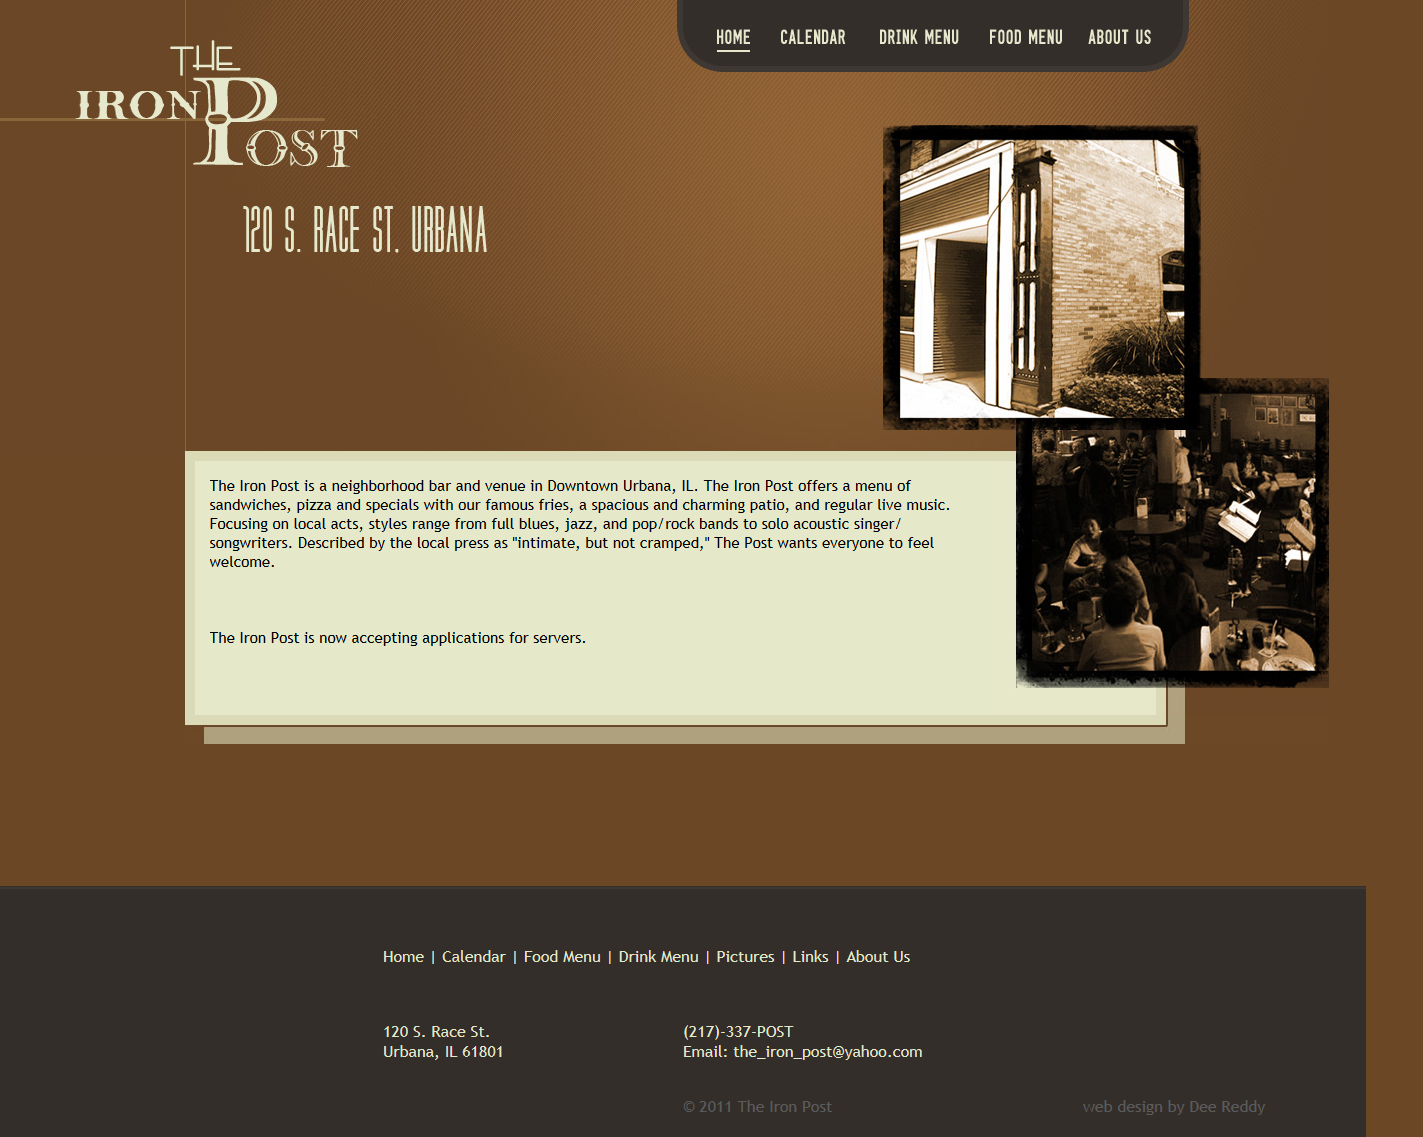 THE
IRON POST
HOME CALENDAR DRINK MENU FOOD MENU ABOUT US
120 S. RACE ST. URBANA
The Iron Post is a neighborhood bar and venue in Downtown Urbana, IL. The Iron Post offers a menu of
sandwiches, pizza and specials with our famous fries, a spacious and charming patio, and regular live music.
Focusing on local acts, styles range from full blues, jazz, and pop/rock bands to solo acoustic singer/
songwriters. Described by the local press as "intimate, but not cramped," The Post wants everyone to feel
welcome.
The Iron Post is now accepting applications for servers.
Home | Calendar | Food Menu | Drink Menu | Pictures | Links | About Us
120 S. Race St.
Urbana, IL 61801
(217)-337-POST
Email: the_iron_post@yahoo.com
© 2011 The Iron Post
web design by Dee Reddy